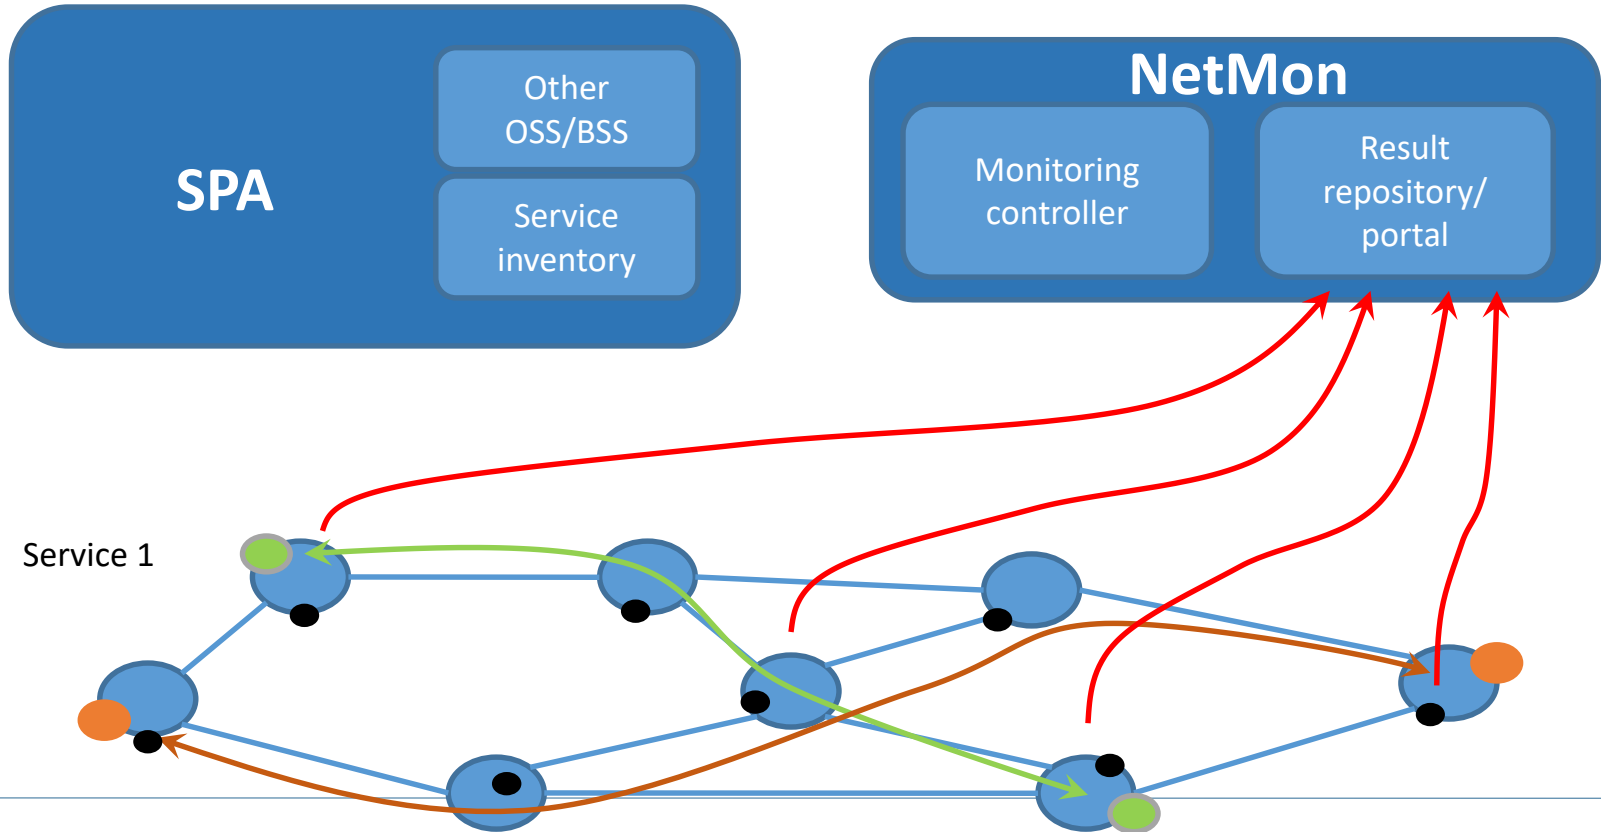 SPA
Other
OSS/BSS
Service
inventory
NetMon
Monitoring
controller
Result
repository/
portal
Service 1